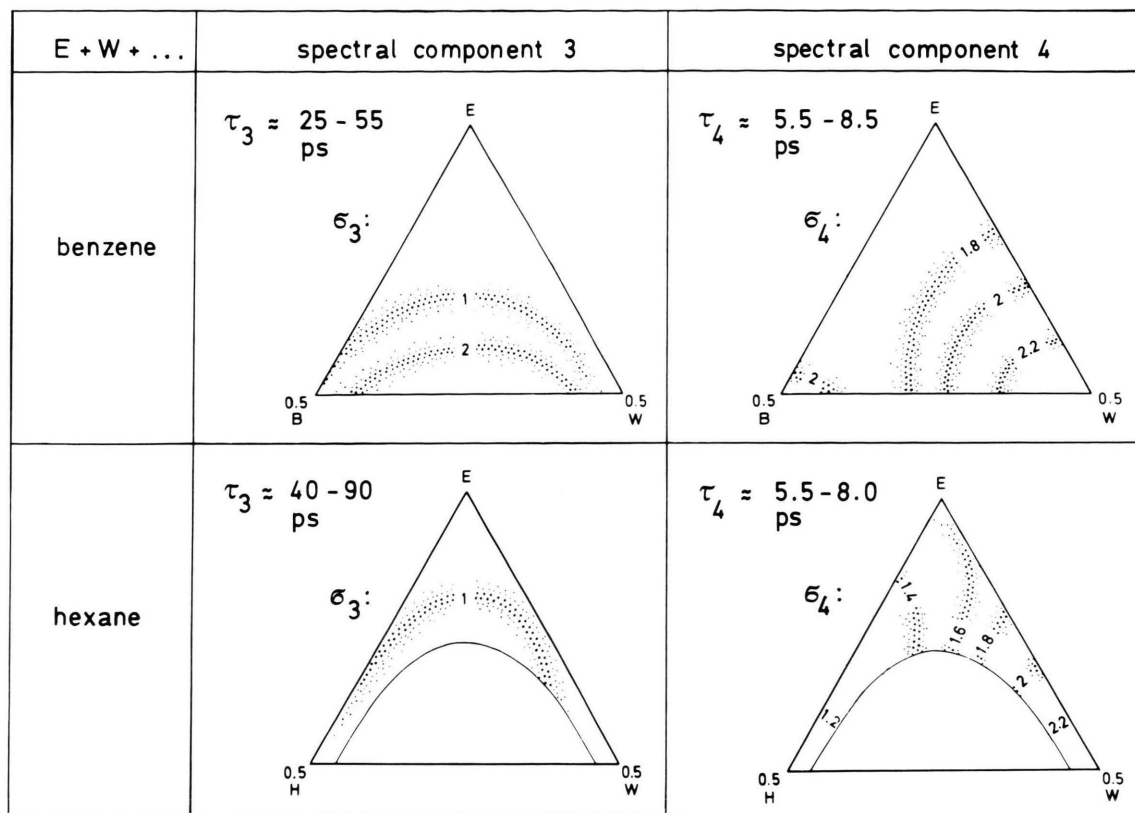 E + W + ...
spectral component 3
spectral component 4
benzene
τ3 ≈ 25 - 55
ps
σ3:
E
1
2
0.5
B
0.5
W
τ4 ≈ 5.5 - 8.5
ps
σ4:
E
1.8
2
2.2
2
0.5
B
0.5
W
hexane
τ3 ≈ 40 - 90
ps
σ3:
E
1
0.5
H
0.5
W
τ4 ≈ 5.5 - 8.0
ps
σ4:
E
1.4
1.6
1.8
2
1.2
2.2
0.5
H
0.5
W